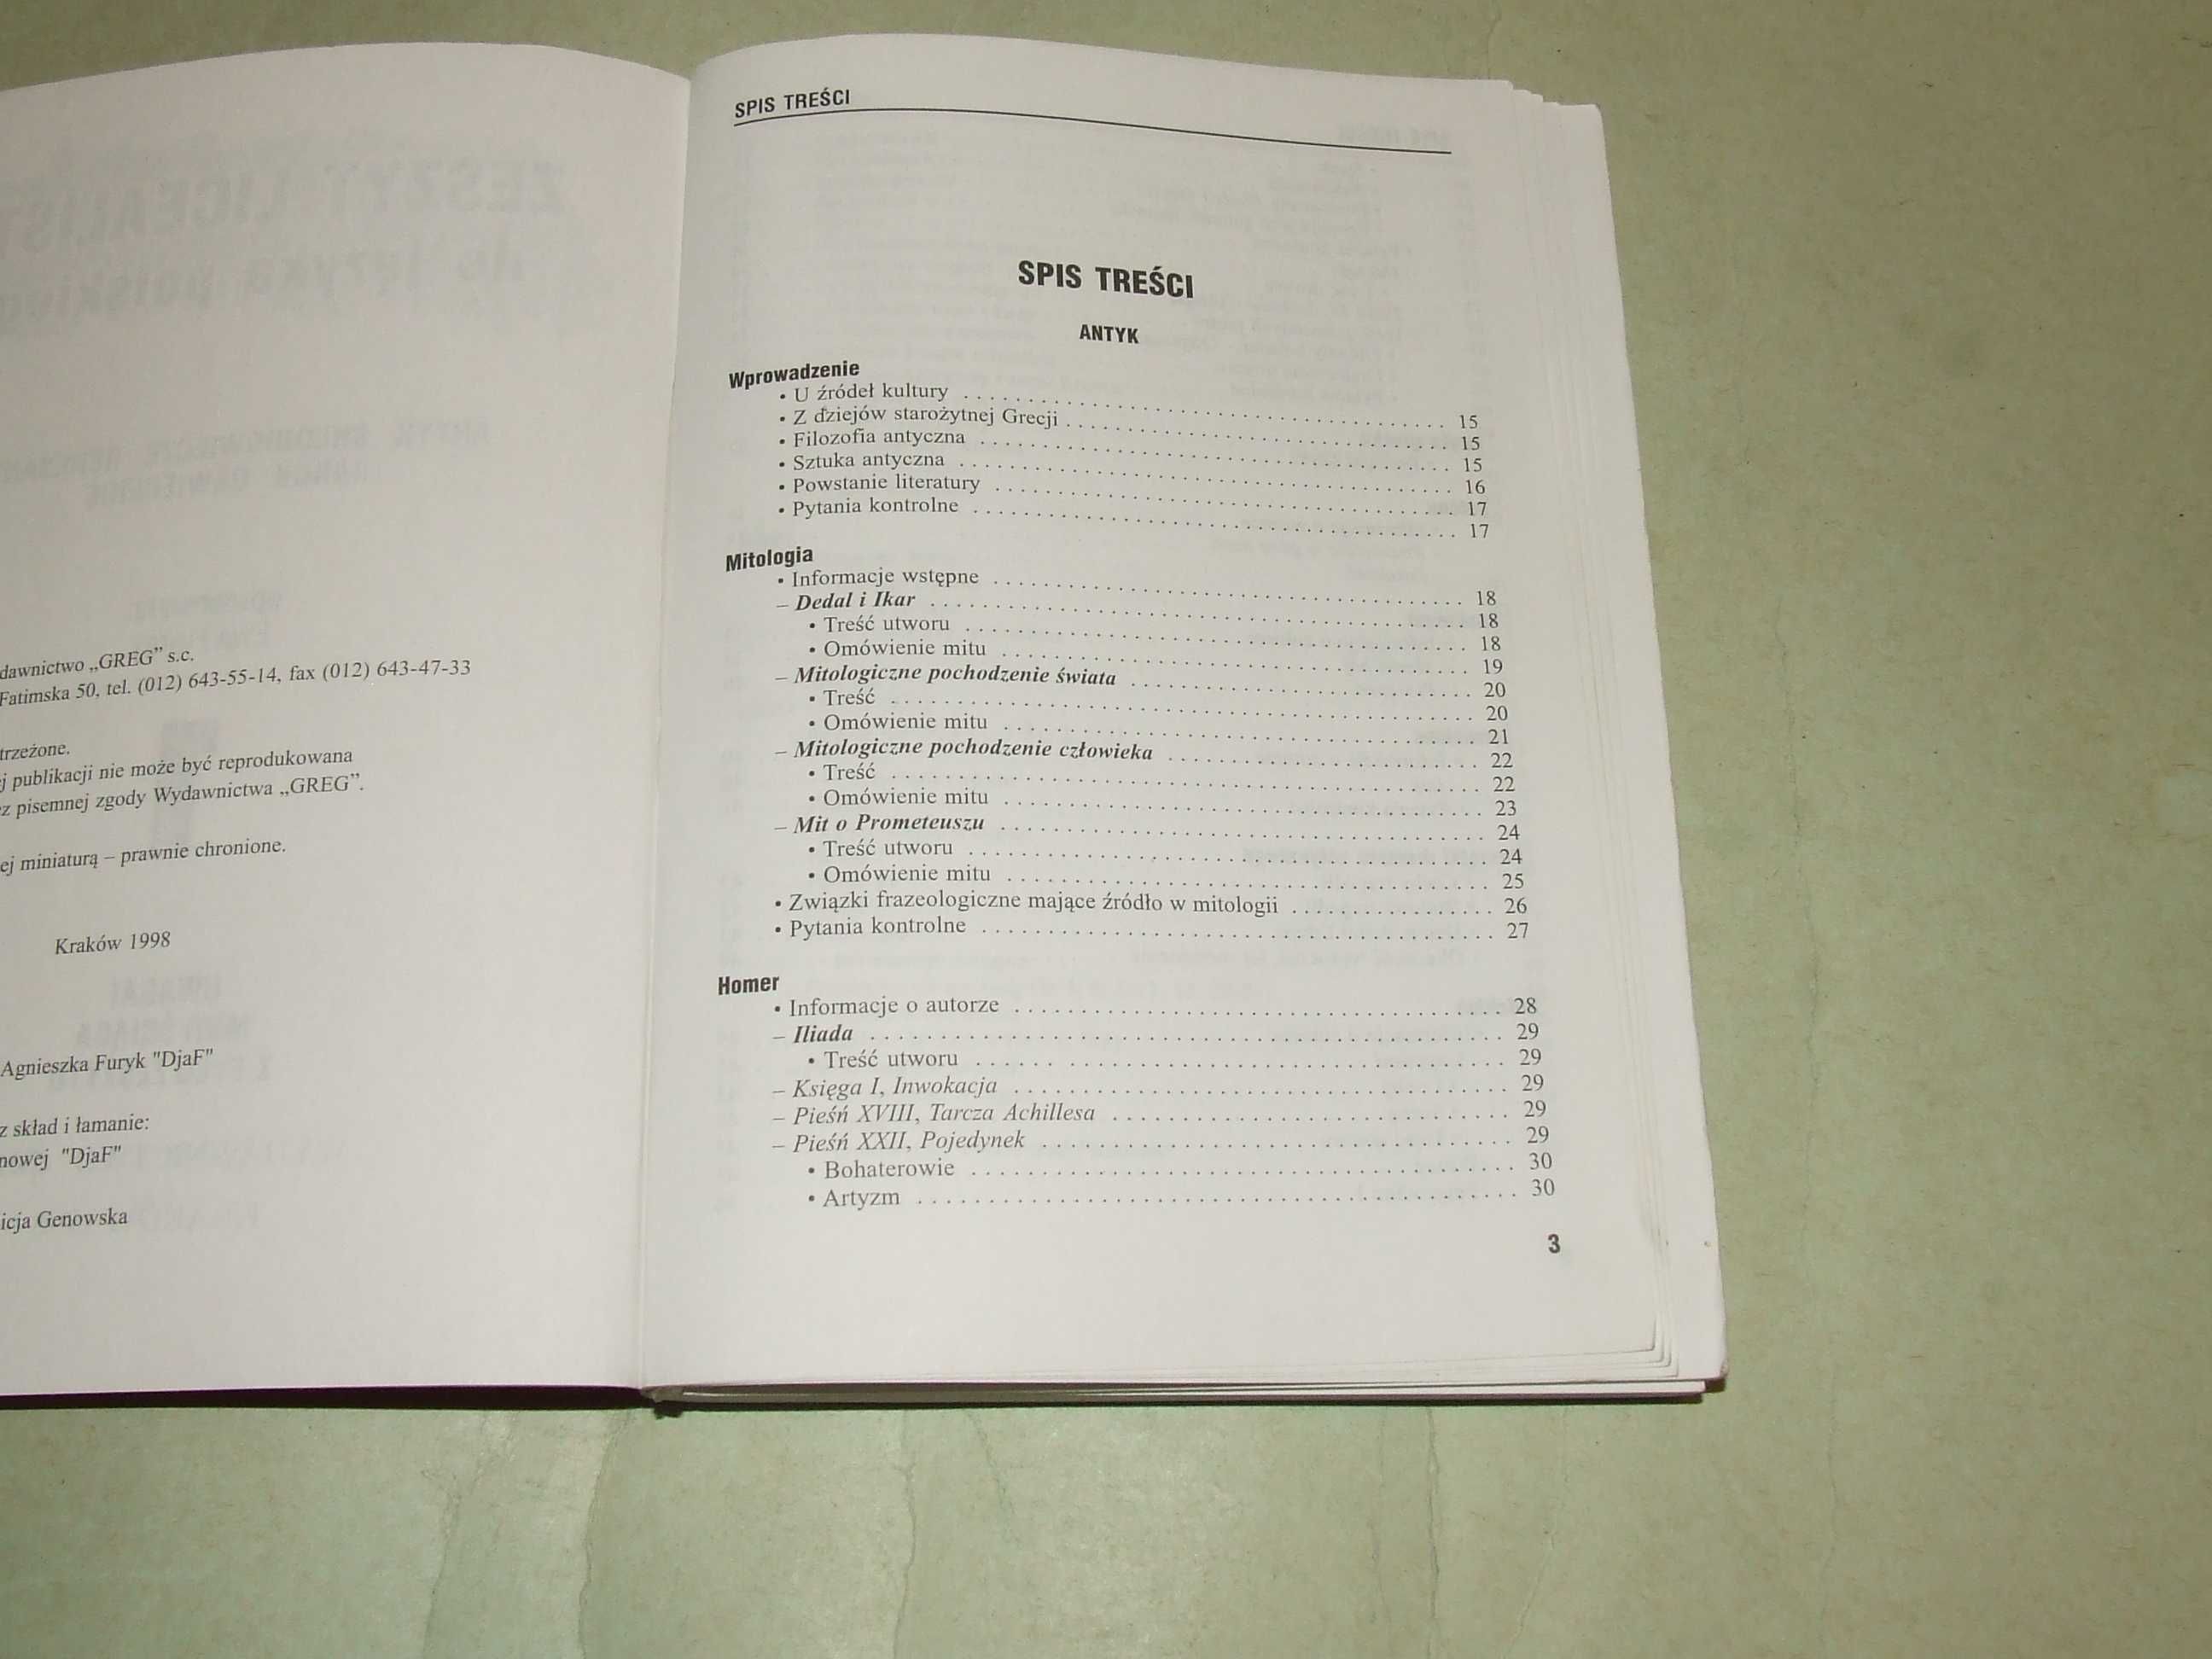 dawnictwo „GREG” s.c.
Fatimska 50, tel. (012) 643-55-14, fax (012) 643-47-33
trzeżone.
j publikacji nie może być reprodukowana
z pisemnej zgody Wydawnictwa „GREG”.
ej miniaturą – prawnie chronione.
Kraków 1998
Agnieszka Furyk "DjaF"
z skład i łamanie:
nowej "DjaF"
icja Genowska
SPIS TREŚCI
SPIS TREŚCI
ANTYK
Wprowadzenie
• U źródeł kultury . . . . . . . . . . 15
• Z dziejów starożytnej Grecji . . . . . . . . . . 15
• Filozofia antyczna . . . . . . . . . . 15
• Sztuka antyczna . . . . . . . . . . 16
• Powstanie literatury . . . . . . . . . . 17
• Pytania kontrolne . . . . . . . . . . 17
Mitologia
• Informacje wstępne . . . . . . . . . . 18
– Dedal i Ikar . . . . . . . . . . 18
• Treść utworu . . . . . . . . . . 18
• Omówienie mitu . . . . . . . . . . 19
– Mitologiczne pochodzenie świata . . . . . . . . . . 20
• Treść . . . . . . . . . . 20
• Omówienie mitu . . . . . . . . . . 21
– Mitologiczne pochodzenie człowieka . . . . . . . . . . 22
• Treść . . . . . . . . . . 22
• Omówienie mitu . . . . . . . . . . 23
– Mit o Prometeuszu . . . . . . . . . . 24
• Treść utworu . . . . . . . . . . 24
• Omówienie mitu . . . . . . . . . . 25
• Związki frazeologiczne mające źródło w mitologii . . . . . . . . . . 26
• Pytania kontrolne . . . . . . . . . . 27
Homer
• Informacje o autorze . . . . . . . . . . 28
– Iliada . . . . . . . . . . 29
• Treść utworu . . . . . . . . . . 29
– Księga I, Inwokacja . . . . . . . . . . 29
– Pieśń XVIII, Tarcza Achillesa . . . . . . . . . . 29
– Pieśń XXII, Pojedynek . . . . . . . . . . 29
• Bohaterowie . . . . . . . . . . 30
• Artyzm . . . . . . . . . . 30
3